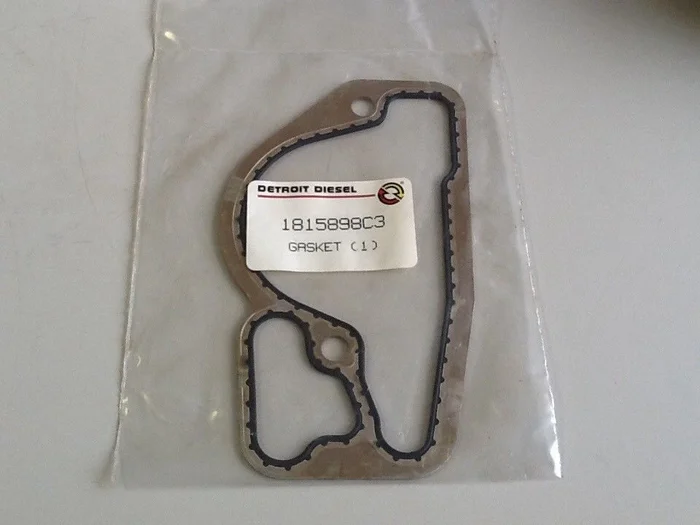 DETROIT DIESEL
1815898C3
GASKET (1)